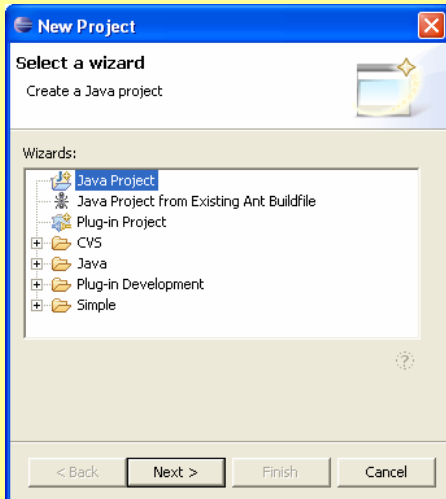 New Project
Select a wizard
Create a Java project
Wizards:
Java Project
Java Project from Existing Ant Buildfile
Plug-in Project
CVS
Java
Plug-in Development
Simple
< Back Next > Finish Cancel